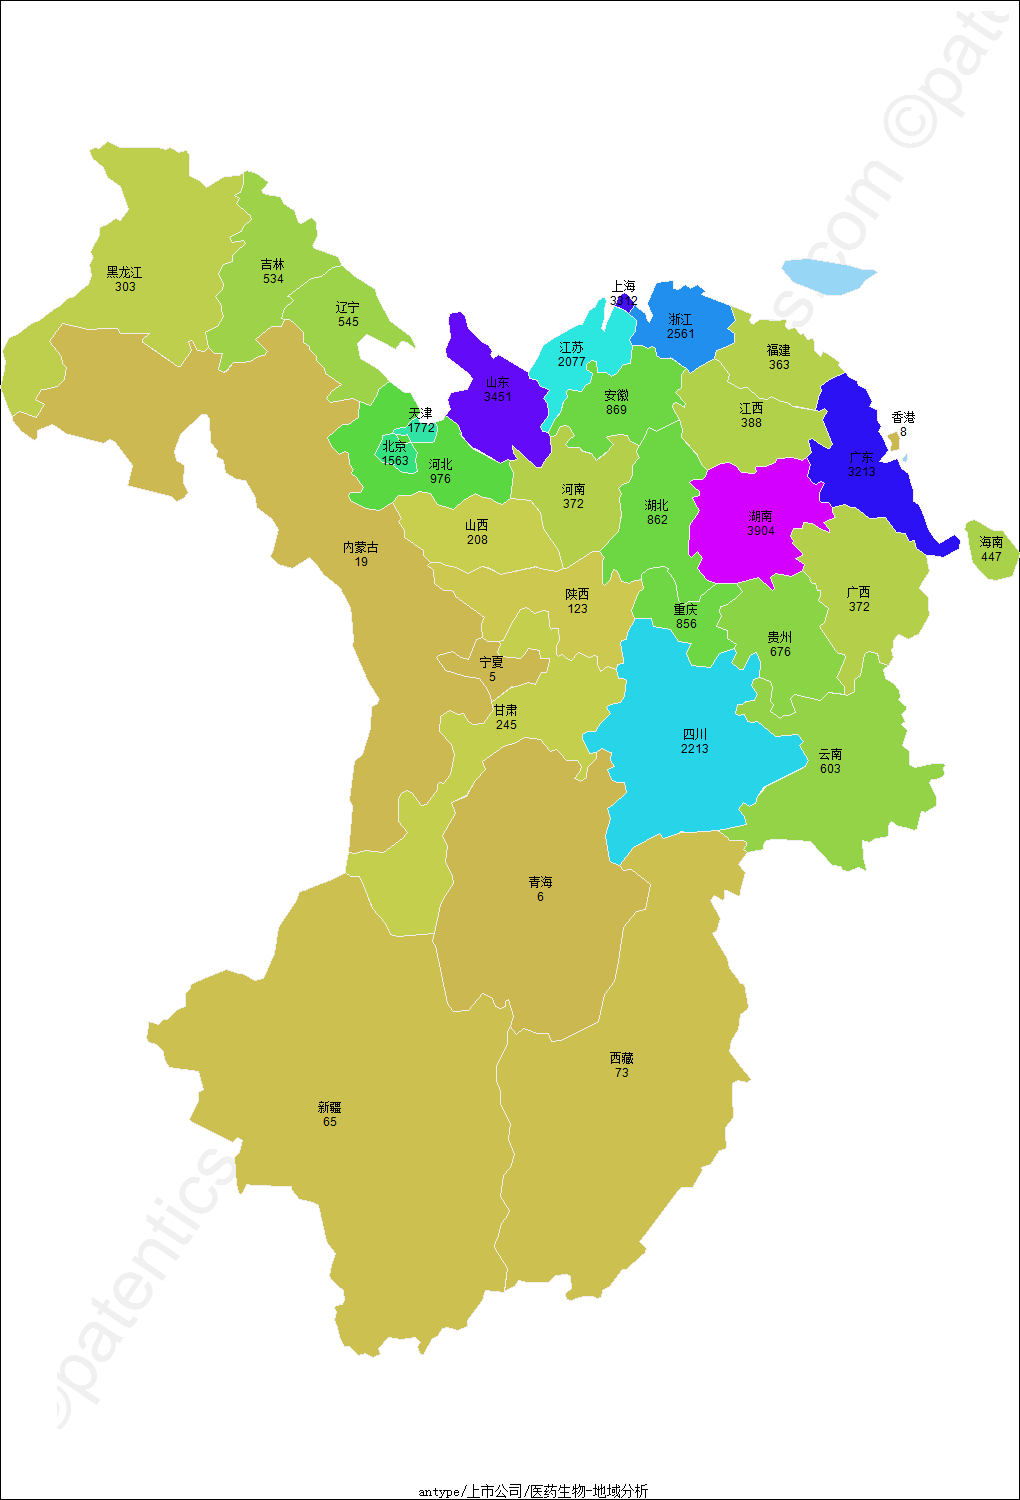 ©patentics.com ©pate
黑龙江
303
吉林
534
辽宁
545
上海
3312
浙江
2561
江苏
2077
福建
363
山东
3451
安徽
869
江西
388
香港
8
天津
1772
北京
1563
河北
976
广东
3213
河南
372
湖北
862
湖南
3904
山西
208
海南
447
内蒙古
19
陕西
123
重庆
856
广西
372
贵州
676
宁夏
5
甘肃
245
四川
2213
云南
603
青海
6
西藏
73
新疆
65
©patentics
antype/上市公司/医药生物-地域分析